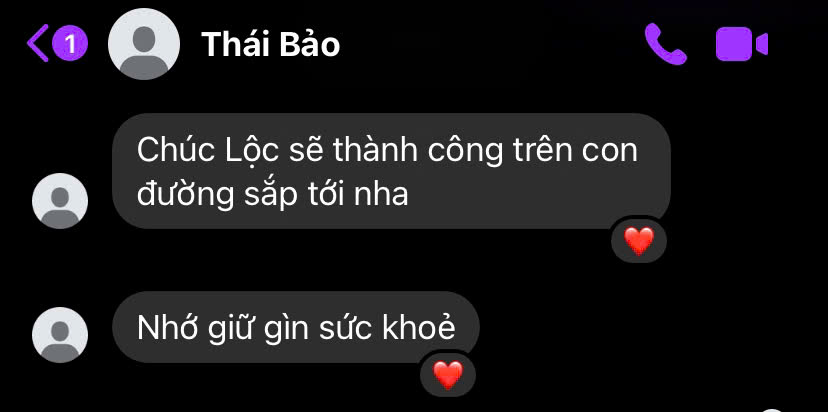 1
Thái Bảo
Chúc Lộc sẽ thành công trên con
đường sắp tới nha
Nhớ giữ gìn sức khoẻ